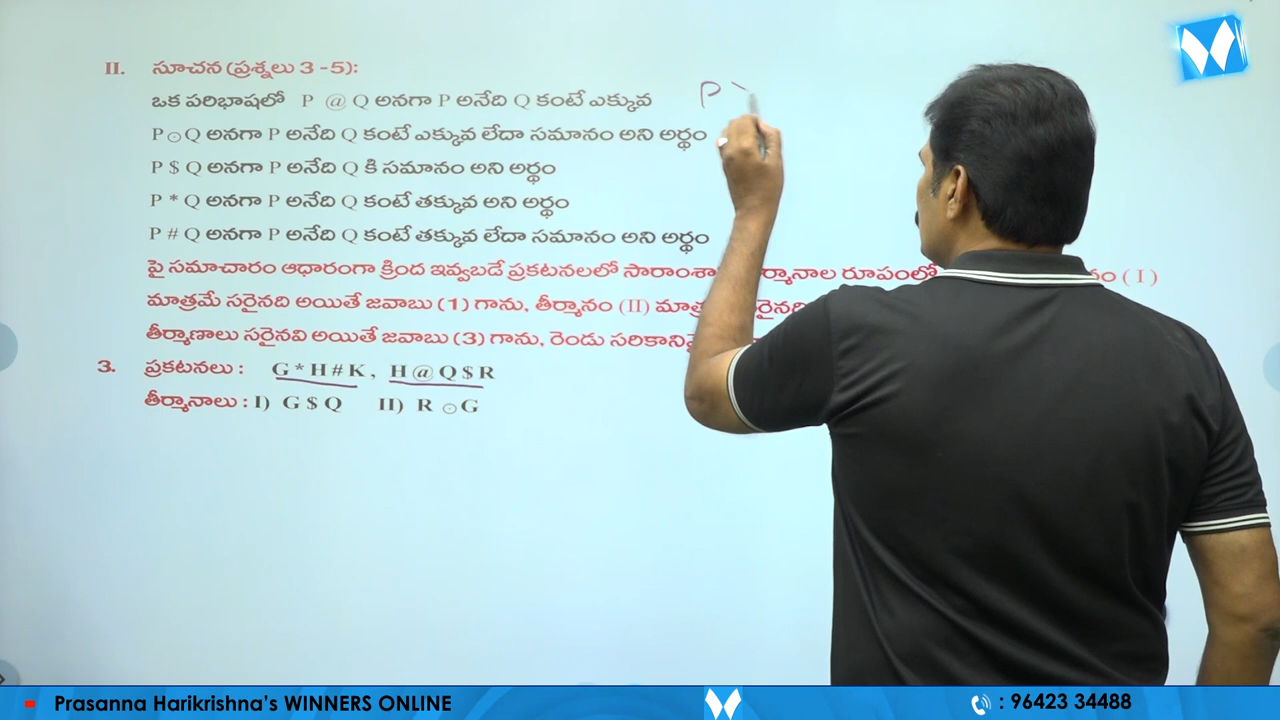 II. సూచన (ప్రశ్నలు 3 - 5):
ఒక పరిభాషలో P @ Q అనగా P అనేది Q కంటే ఎక్కువ P >
P⊙Q అనగా P అనేది Q కంటే ఎక్కువ లేదా సమానం అని అర్థం
P $ Q అనగా P అనేది Q కి సమానం అని అర్థం
P * Q అనగా P అనేది Q కంటే తక్కువ అని అర్థం
P # Q అనగా P అనేది Q కంటే తక్కువ లేదా సమానం అని అర్థం
పై సమాచారం ఆధారంగా క్రింద ఇవ్వబడే ప్రకటనలలో రూపంలో ( I )
మాత్రమే సరైనది అయితే జవాబు (1) గాను, తీర్మానం (II)
తీర్మాణాలు సరైనవి అయితే జవాబు (3) గాను, రెండు
3. ప్రకటనలు : G * H # K , H @ Q $ R
తీర్మానాలు : I) G $ Q II) R ⊙ G
Prasanna Harikrishna's WINNERS ONLINE : 96423 34488